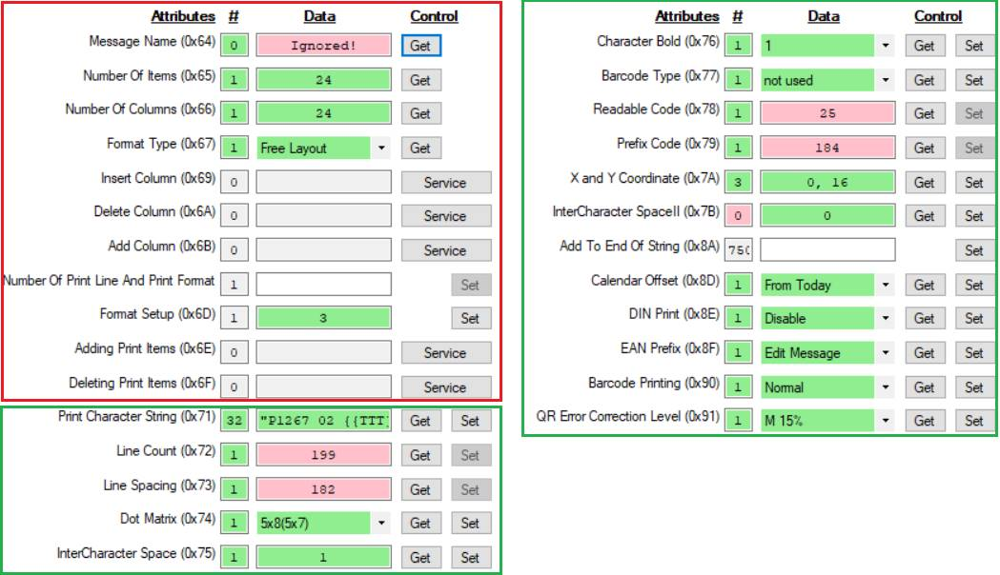 Attributes # Data Control
Message Name (0x64) 0 Ignored! Get
Number Of Items (0x65) 1 24 Get
Number Of Columns (0x66) 1 24 Get
Format Type (0x67) 1 Free Layout Get
Insert Column (0x69) 0 Service
Delete Column (0x6A) 0 Service
Add Column (0x6B) 0 Service
Number Of Print Line And Print Format 1 Set
Format Setup (0x6D) 1 3 Set
Adding Print Items (0x6E) 0 Service
Deleting Print Items (0x6F) 0 Service
Print Character String (0x71) 32 "P1267 02 {{TTT} Get Set
Line Count (0x72) 1 199 Get Set
Line Spacing (0x73) 1 182 Get Set
Dot Matrix (0x74) 1 5x8(5x7) Get Set
InterCharacter Space (0x75) 1 1 Get Set
Attributes # Data Control
Character Bold (0x76) 1 1 Get Set
Barcode Type (0x77) 1 not used Get Set
Readable Code (0x78) 1 25 Get Set
Prefix Code (0x79) 1 184 Get Set
X and Y Coordinate (0x7A) 3 0, 16 Get Set
InterCharacter SpaceII (0x7B) 0 0 Get Set
Add To End Of String (0x8A) 750 Set
Calendar Offset (0x8D) 1 From Today Get Set
DIN Print (0x8E) 1 Disable Get Set
EAN Prefix (0x8F) 1 Edit Message Get Set
Barcode Printing (0x90) 1 Normal Get Set
QR Error Correction Level (0x91) 1 M 15% Get Set